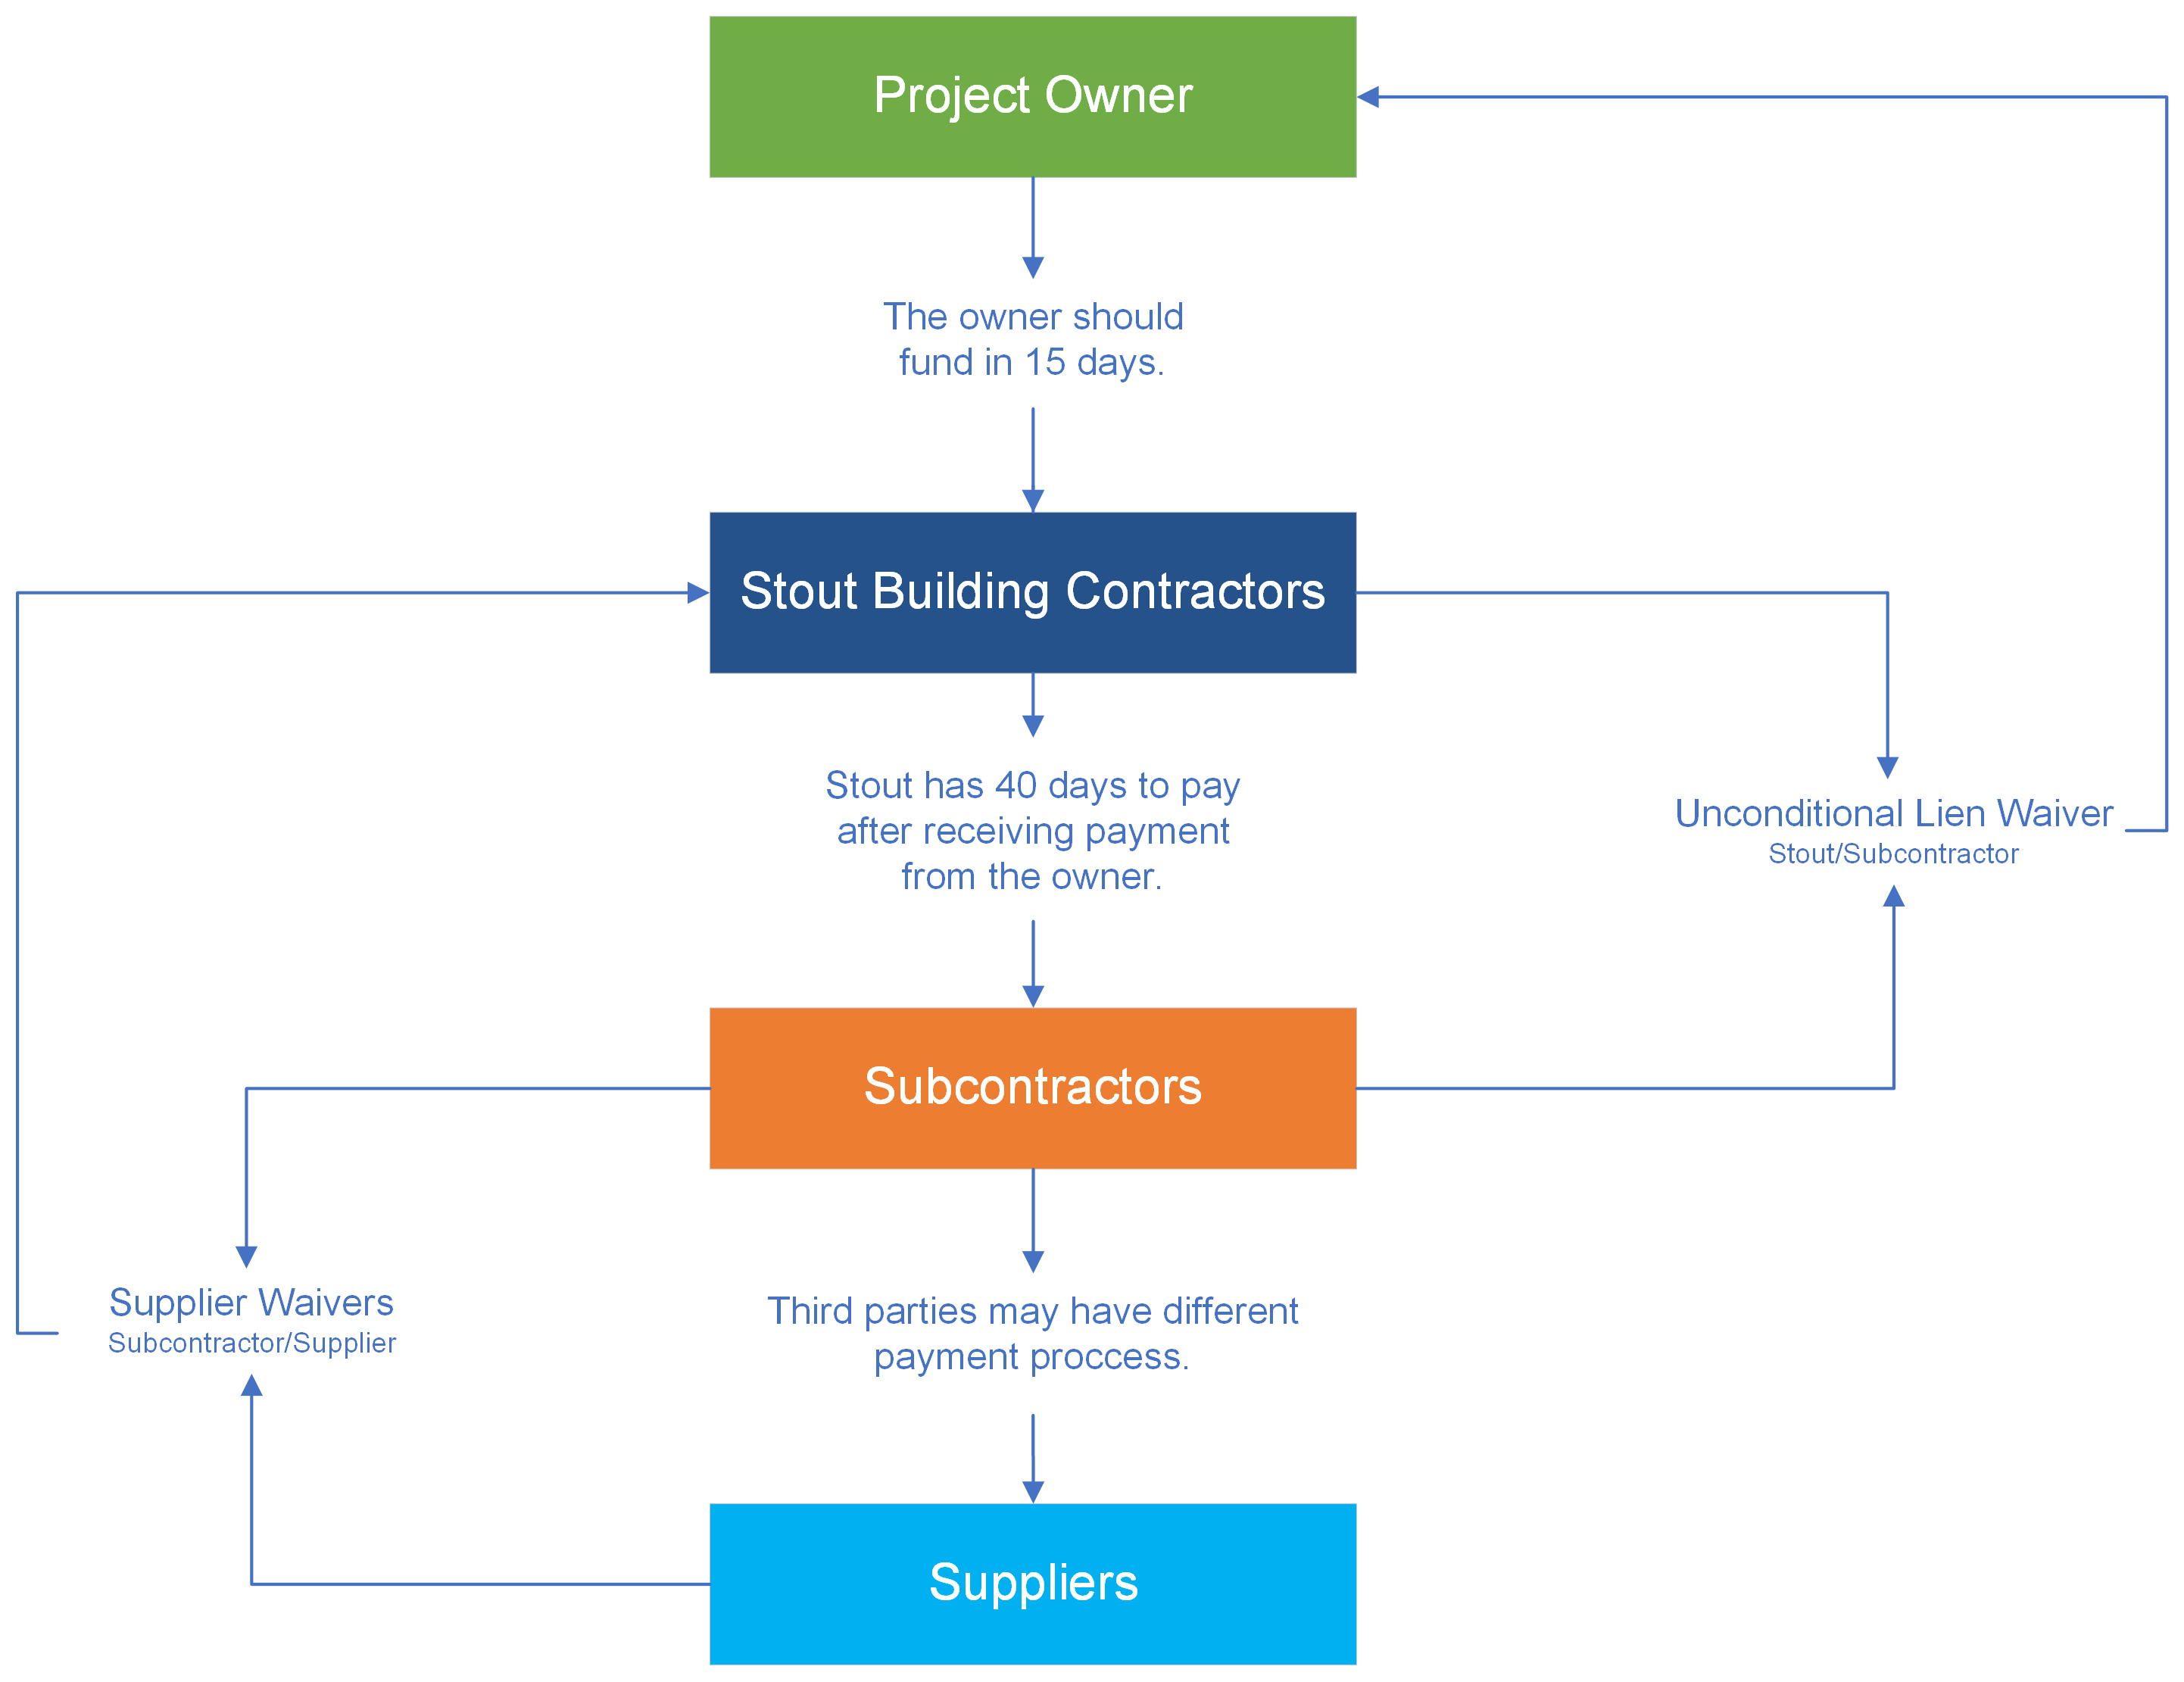 Project Owner
The owner should
fund in 15 days.
Stout Building Contractors
Stout has 40 days to pay
after receiving payment
from the owner.
Unconditional Lien Waiver
Stout/Subcontractor
Subcontractors
Supplier Waivers
Subcontractor/Supplier
Third parties may have different
payment proccess.
Suppliers